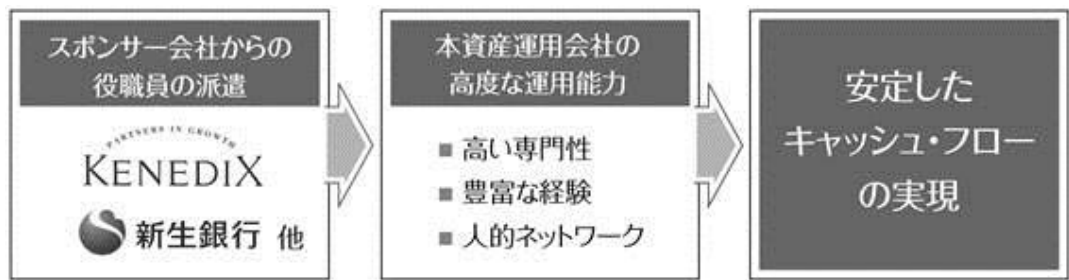 スポンサー会社からの
役職員の派遣
PARTNERS IN GROWTH
KENEDIX
新生銀行 他
本資産運用会社の
高度な運用能力
■ 高い専門性
■ 豊富な経験
■ 人的ネットワーク
安定した
キャッシュ・フロー
の実現